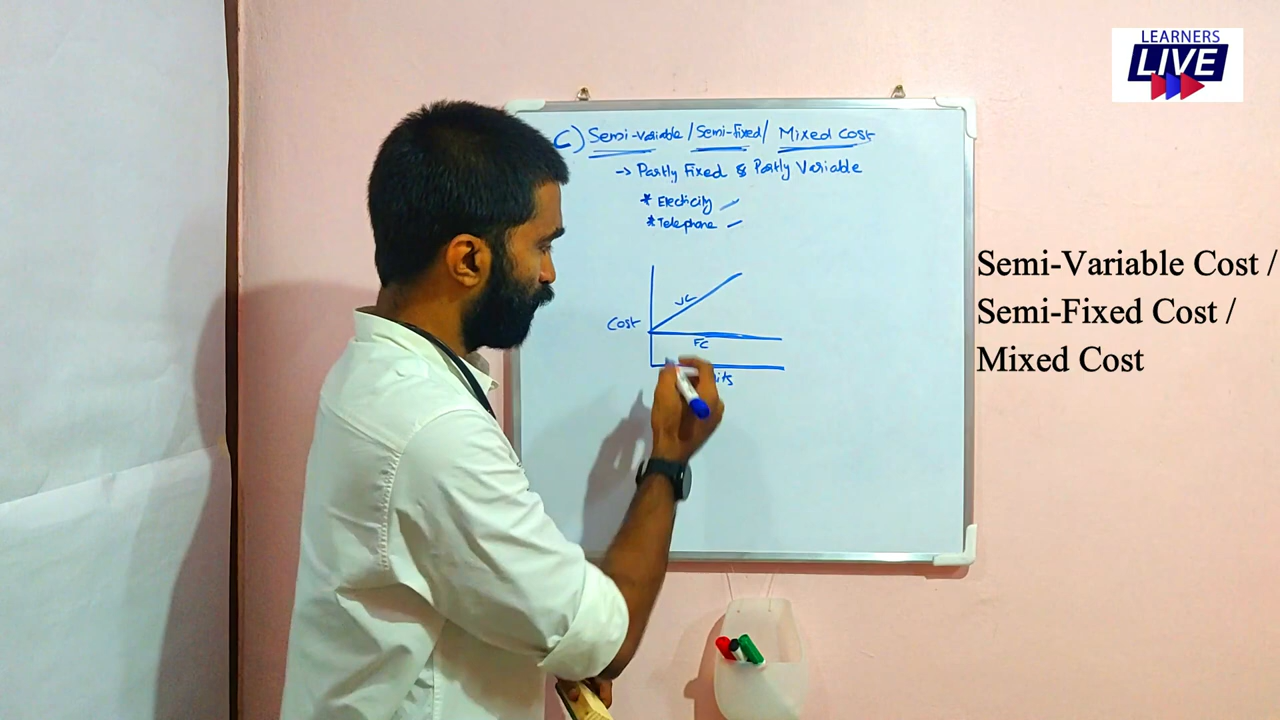 LEARNERS
LIVE
C) Semi-variable / Semi-fixed / Mixed Cost
-> Partly Fixed & Partly Variable
* Electricity
* Telephone
VC
Cost
FC
Semi-Variable Cost /
Semi-Fixed Cost /
Mixed Cost